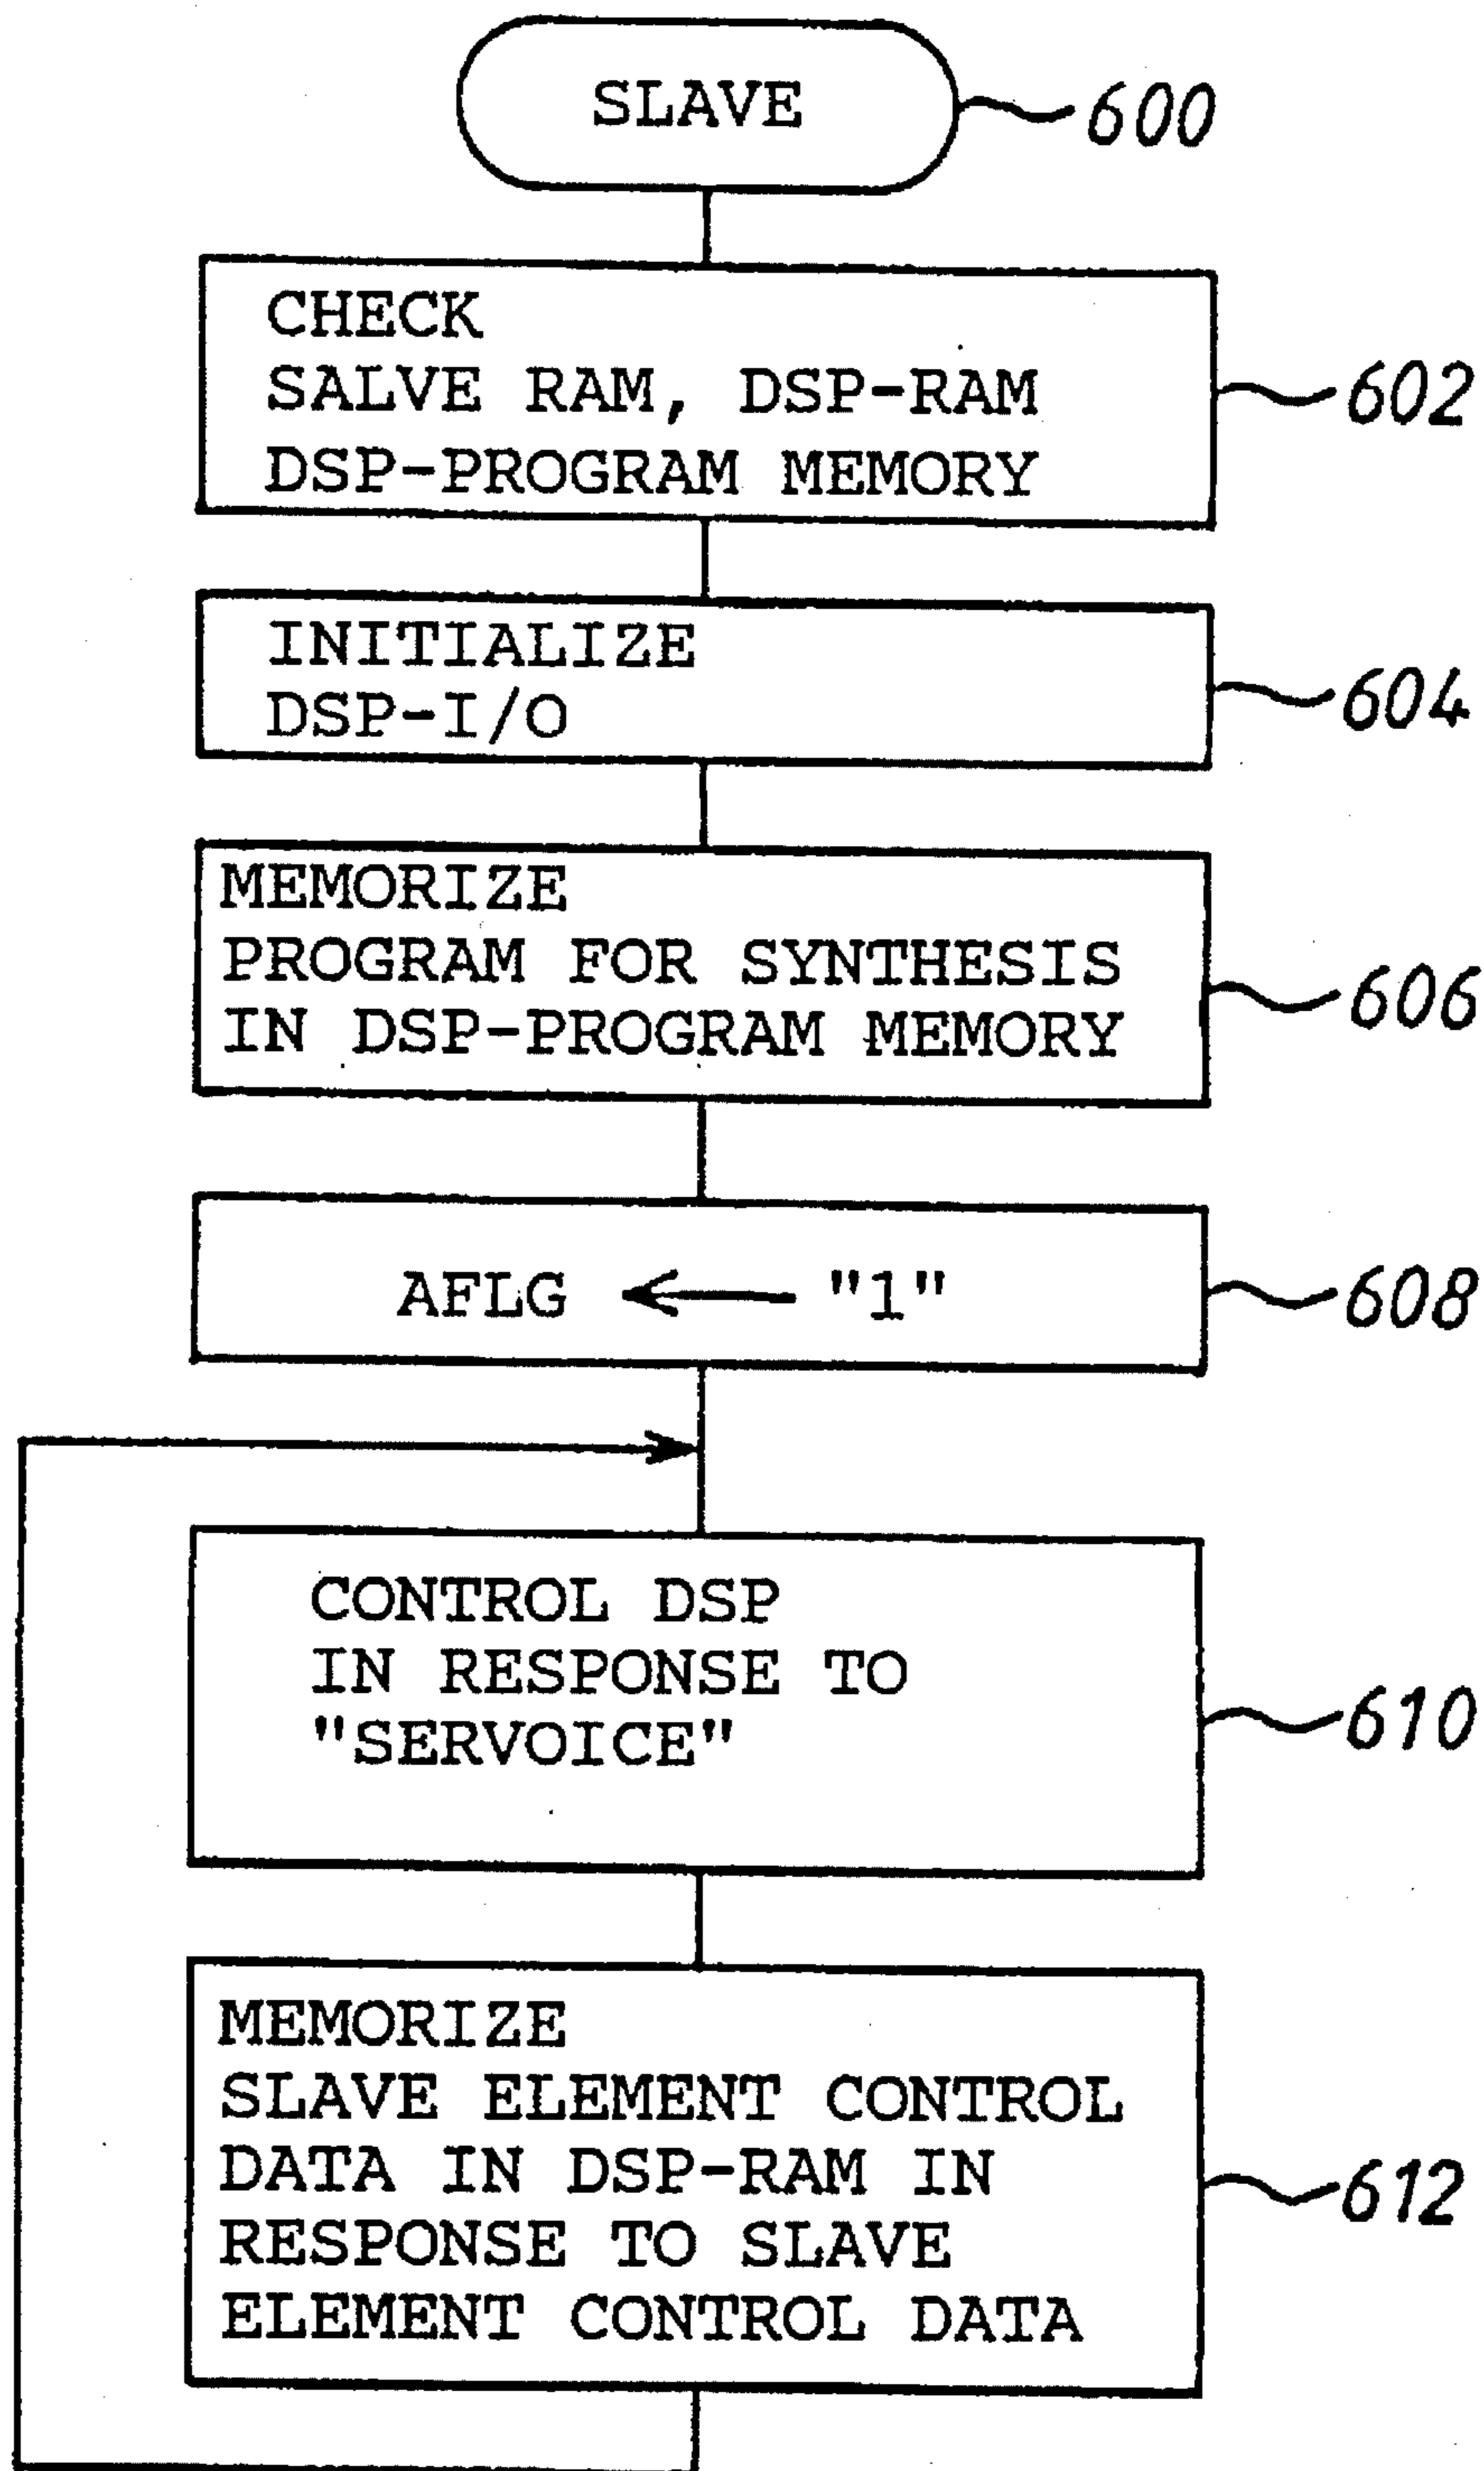 SLAVE
600
CHECK
SALVE RAM, DSP-RAM
DSP-PROGRAM MEMORY
602
INITIALIZE
DSP-I/O
604
MEMORIZE
PROGRAM FOR SYNTHESIS
IN DSP-PROGRAM MEMORY
606
AFLG ← "1"
608
CONTROL DSP
IN RESPONSE TO
"SERVOICE"
610
MEMORIZE
SLAVE ELEMENT CONTROL
DATA IN DSP-RAM IN
RESPONSE TO SLAVE
ELEMENT CONTROL DATA
612